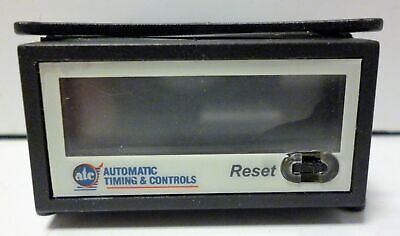 atc
AUTOMATIC
TIMING & CONTROLS
Reset